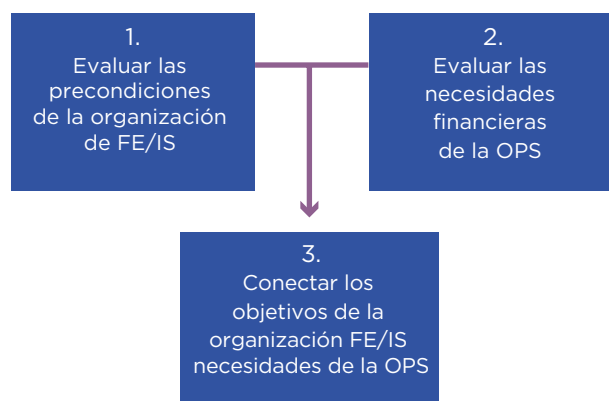 1.
Evaluar las
precondiciones
de la organización
de FE/IS
2.
Evaluar las
necesidades
financieras
de la OPS
3.
Conectar los
objetivos de la
organización FE/IS
necesidades de la OPS